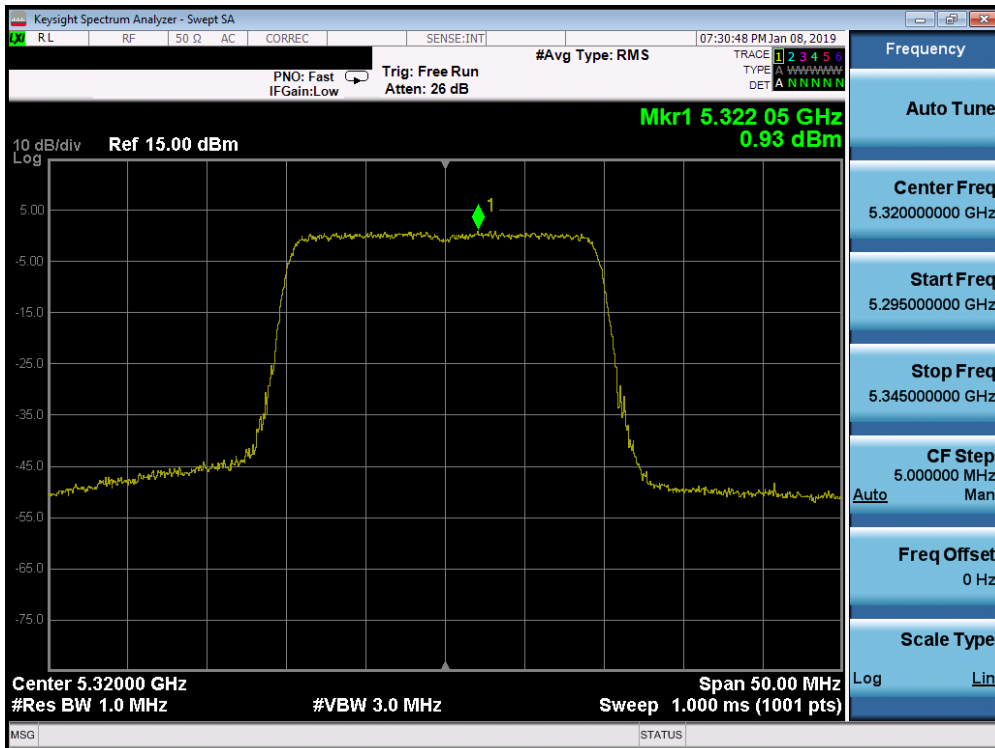 Keysight Spectrum Analyzer - Swept SA
LXI RL RF 50 Ω AC CORREC SENSE:INT 07:30:48 PM Jan 08, 2019
PNO: Fast
IFGain:Low
Trig: Free Run
Atten: 26 dB
#Avg Type: RMS
TRACE 1 2 3 4 5 6
TYPE A WWWWW
DET A N N N N N
Mkr1 5.322 05 GHz
0.93 dBm
10 dB/div
Log
Ref 15.00 dBm
1
5.00
-5.00
-15.0
-25.0
-35.0
-45.0
-55.0
-65.0
-75.0
Center 5.32000 GHz
Span 50.00 MHz
#Res BW 1.0 MHz
#VBW 3.0 MHz
Sweep 1.000 ms (1001 pts)
MSG
STATUS
Frequency
Auto Tune
Center Freq
5.320000000 GHz
Start Freq
5.295000000 GHz
Stop Freq
5.345000000 GHz
CF Step
5.000000 MHz
Auto Man
Freq Offset
0 Hz
Scale Type
Log Lin